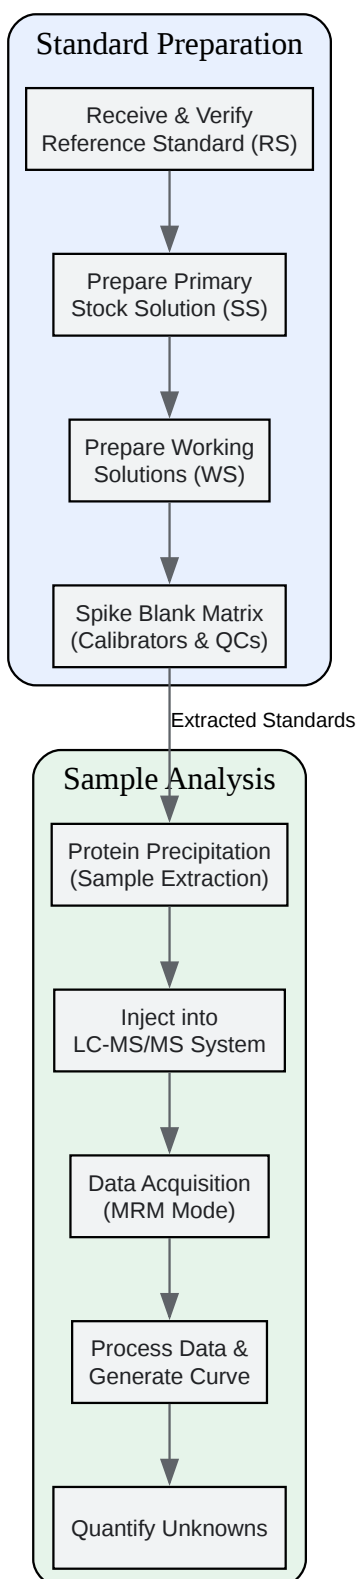 Standard Preparation
Receive & Verify
Reference Standard (RS)
Prepare Primary
Stock Solution (SS)
Prepare Working
Solutions (WS)
Spike Blank Matrix
(Calibrators & QCs)
Extracted Standards
Sample Analysis
Protein Precipitation
(Sample Extraction)
Inject into
LC-MS/MS System
Data Acquisition
(MRM Mode)
Process Data &
Generate Curve
Quantify Unknowns